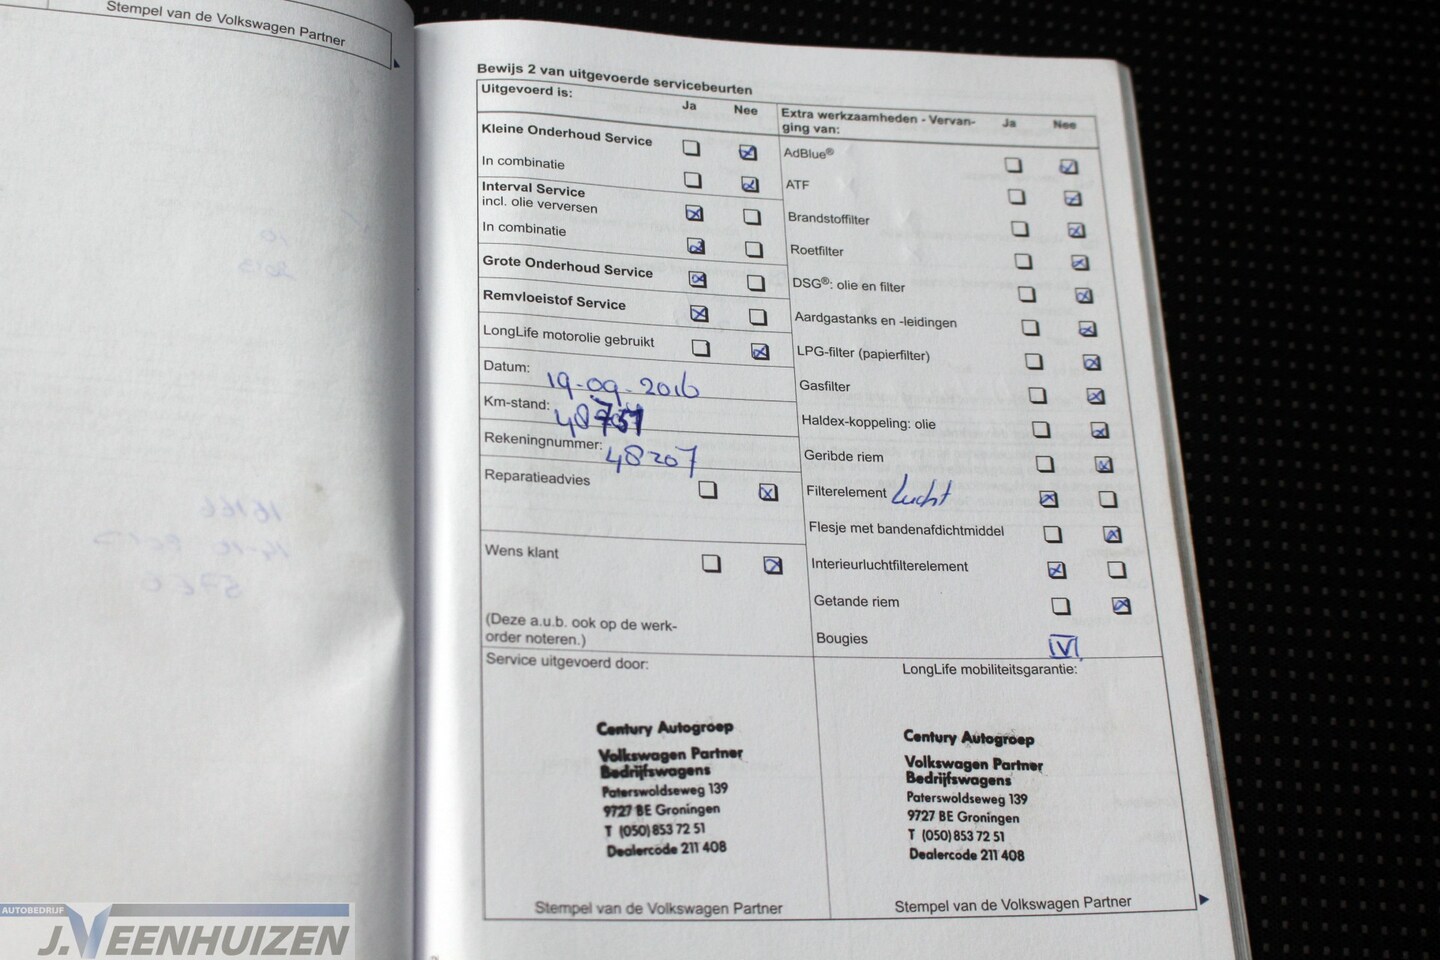 Stempel van de Volkswagen Partner
Bewijs 2 van uitgevoerde servicebeurten
Uitgevoerd is:
Ja
Nee
Kleine Onderhoud Service
In combinatie
Interval Service
incl. olie verversen
In combinatie
Grote Onderhoud Service
Remvloeistof Service
LongLife motorolie gebruikt
Datum: 19-09-2016
Km-stand:
Rekeningnummer: 48207
Reparatieadvies
Wens klant
(Deze a.u.b. ook op de werk-
order noteren.)
Extra werkzaamheden - Vervan-
ging van:
Ja
Nee
AdBlue®
ATF
Brandstoffilter
Roetfilter
DSG®: olie en filter
Aardgastanks en -leidingen
LPG-filter (papierfilter)
Gasfilter
Haldex-koppeling: olie
Geribde riem
Filterelement Lucht
Flesje met bandenafdichtmiddel
Interieurluchtfilterelement
Getande riem
Bougies
Service uitgevoerd door:
Century Autogroep
Volkswagen Partner
Bedrijfswagens
Paterswoldseweg 139
9727 BE Groningen
T (050) 853 72 51
Dealercode 211 408
Stempel van de Volkswagen Partner
LongLife mobiliteitsgarantie:
Century Autogroep
Volkswagen Partner
Bedrijfswagens
Paterswoldseweg 139
9727 BE Groningen
T (050) 853 72 51
Dealercode 211 408
Stempel van de Volkswagen Partner
AUTOBEDRIJF
J.VEENHUIZEN